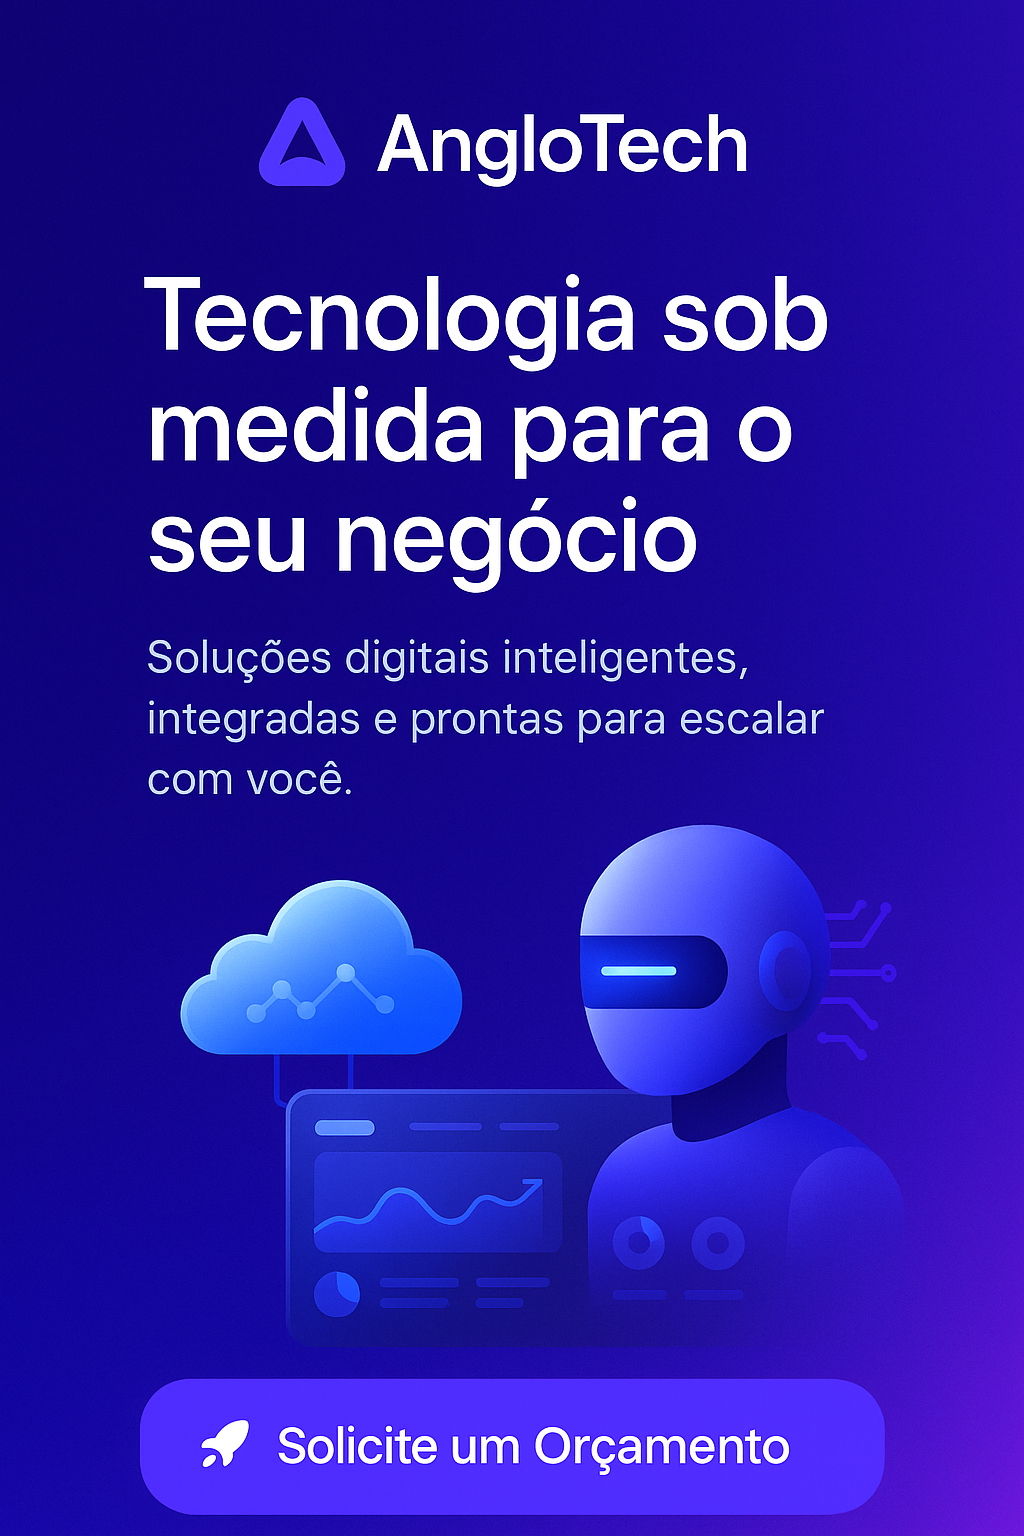 AngloTech
Tecnologia sob
medida para o
seu negócio
Soluções digitais inteligentes,
integradas e prontas para escalar
com você.
Solicite um Orçamento